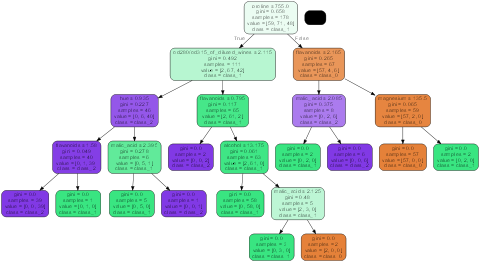 proline ≤ 755.0
gini = 0.658
samples = 178
value = [59, 71, 48]
class = class_1
True
False
od280/od315_of_diluted_wines ≤ 2.115
gini = 0.492
samples = 111
value = [2, 67, 42]
class = class_1
flavanoids ≤ 2.165
gini = 0.265
samples = 67
value = [57, 4, 6]
class = class_0
hue ≤ 0.935
gini = 0.227
samples = 46
value = [0, 6, 40]
class = class_2
flavanoids ≤ 0.795
gini = 0.117
samples = 65
value = [2, 61, 2]
class = class_1
malic_acid ≤ 2.085
gini = 0.375
samples = 8
value = [0, 2, 6]
class = class_2
magnesium ≤ 135.5
gini = 0.065
samples = 59
value = [57, 2, 0]
class = class_0
flavanoids ≤ 1.58
gini = 0.049
samples = 40
value = [0, 1, 39]
class = class_2
gini = 0.278
samples = 6
value = [0, 5, 1]
class = class_1
gini = 0.0
samples = 2
value = [0, 0, 2]
class = class_2
alcohol ≤ 13.175
gini = 0.061
samples = 63
value = [2, 61, 0]
class = class_1
gini = 0.0
samples = 2
value = [0, 2, 0]
class = class_1
gini = 0.0
samples = 6
value = [0, 0, 6]
class = class_2
gini = 0.0
samples = 57
value = [57, 0, 0]
class = class_0
gini = 0.0
samples = 2
value = [0, 2, 0]
class = class_1
gini = 0.0
samples = 39
value = [0, 0, 39]
class = class_2
gini = 0.0
samples = 1
value = [0, 1, 0]
class = class_1
gini = 0.0
samples = 5
value = [0, 5, 0]
class = class_1
gini = 0.0
samples = 1
value = [0, 0, 1]
class = class_2
gini = 0.0
samples = 58
value = [0, 58, 0]
class = class_1
malic_acid ≤ 2.125
gini = 0.48
samples = 5
value = [2, 3, 0]
class = class_1
gini = 0.0
samples = 3
value = [0, 3, 0]
class = class_1
gini = 0.0
samples = 2
value = [2, 0, 0]
class = class_0